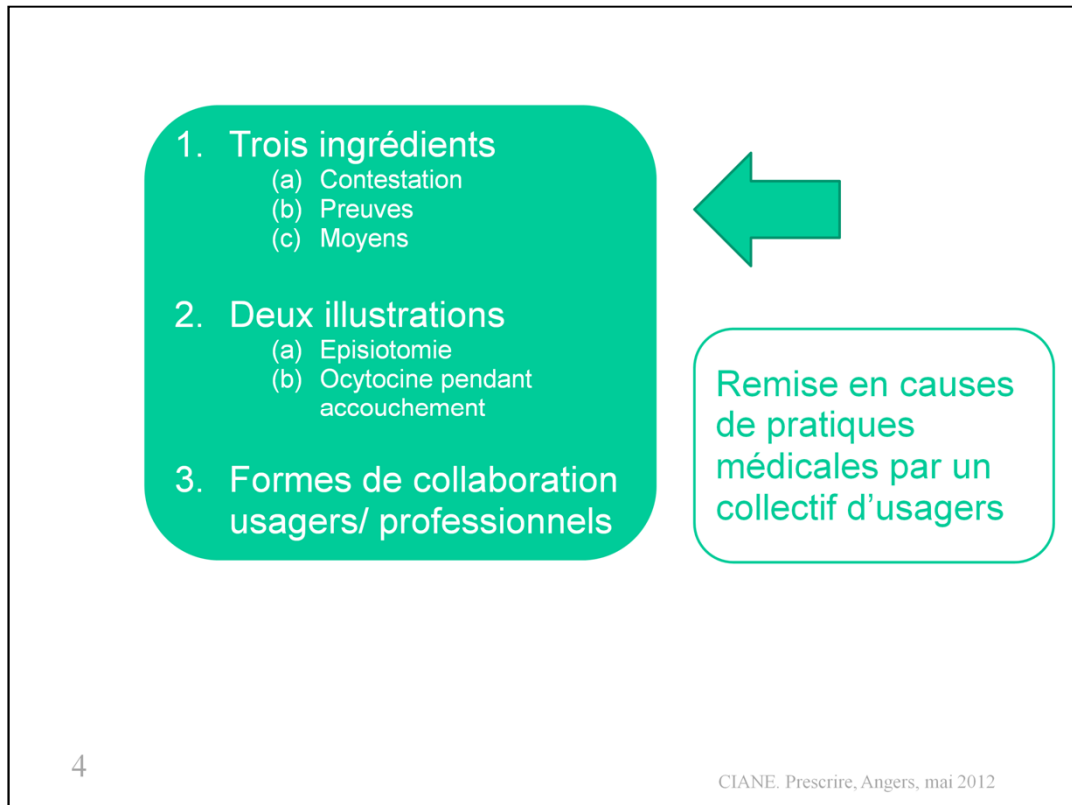 1. Trois ingrédients
(a) Contestation
(b) Preuves
(c) Moyens
2. Deux illustrations
(a) Episiotomie
(b) Ocytocine pendant
accouchement
3. Formes de collaboration
usagers/ professionnels
Remise en causes
de pratiques
médicales par un
collectif d’usagers
4
CIANE. Prescrire, Angers, mai 2012